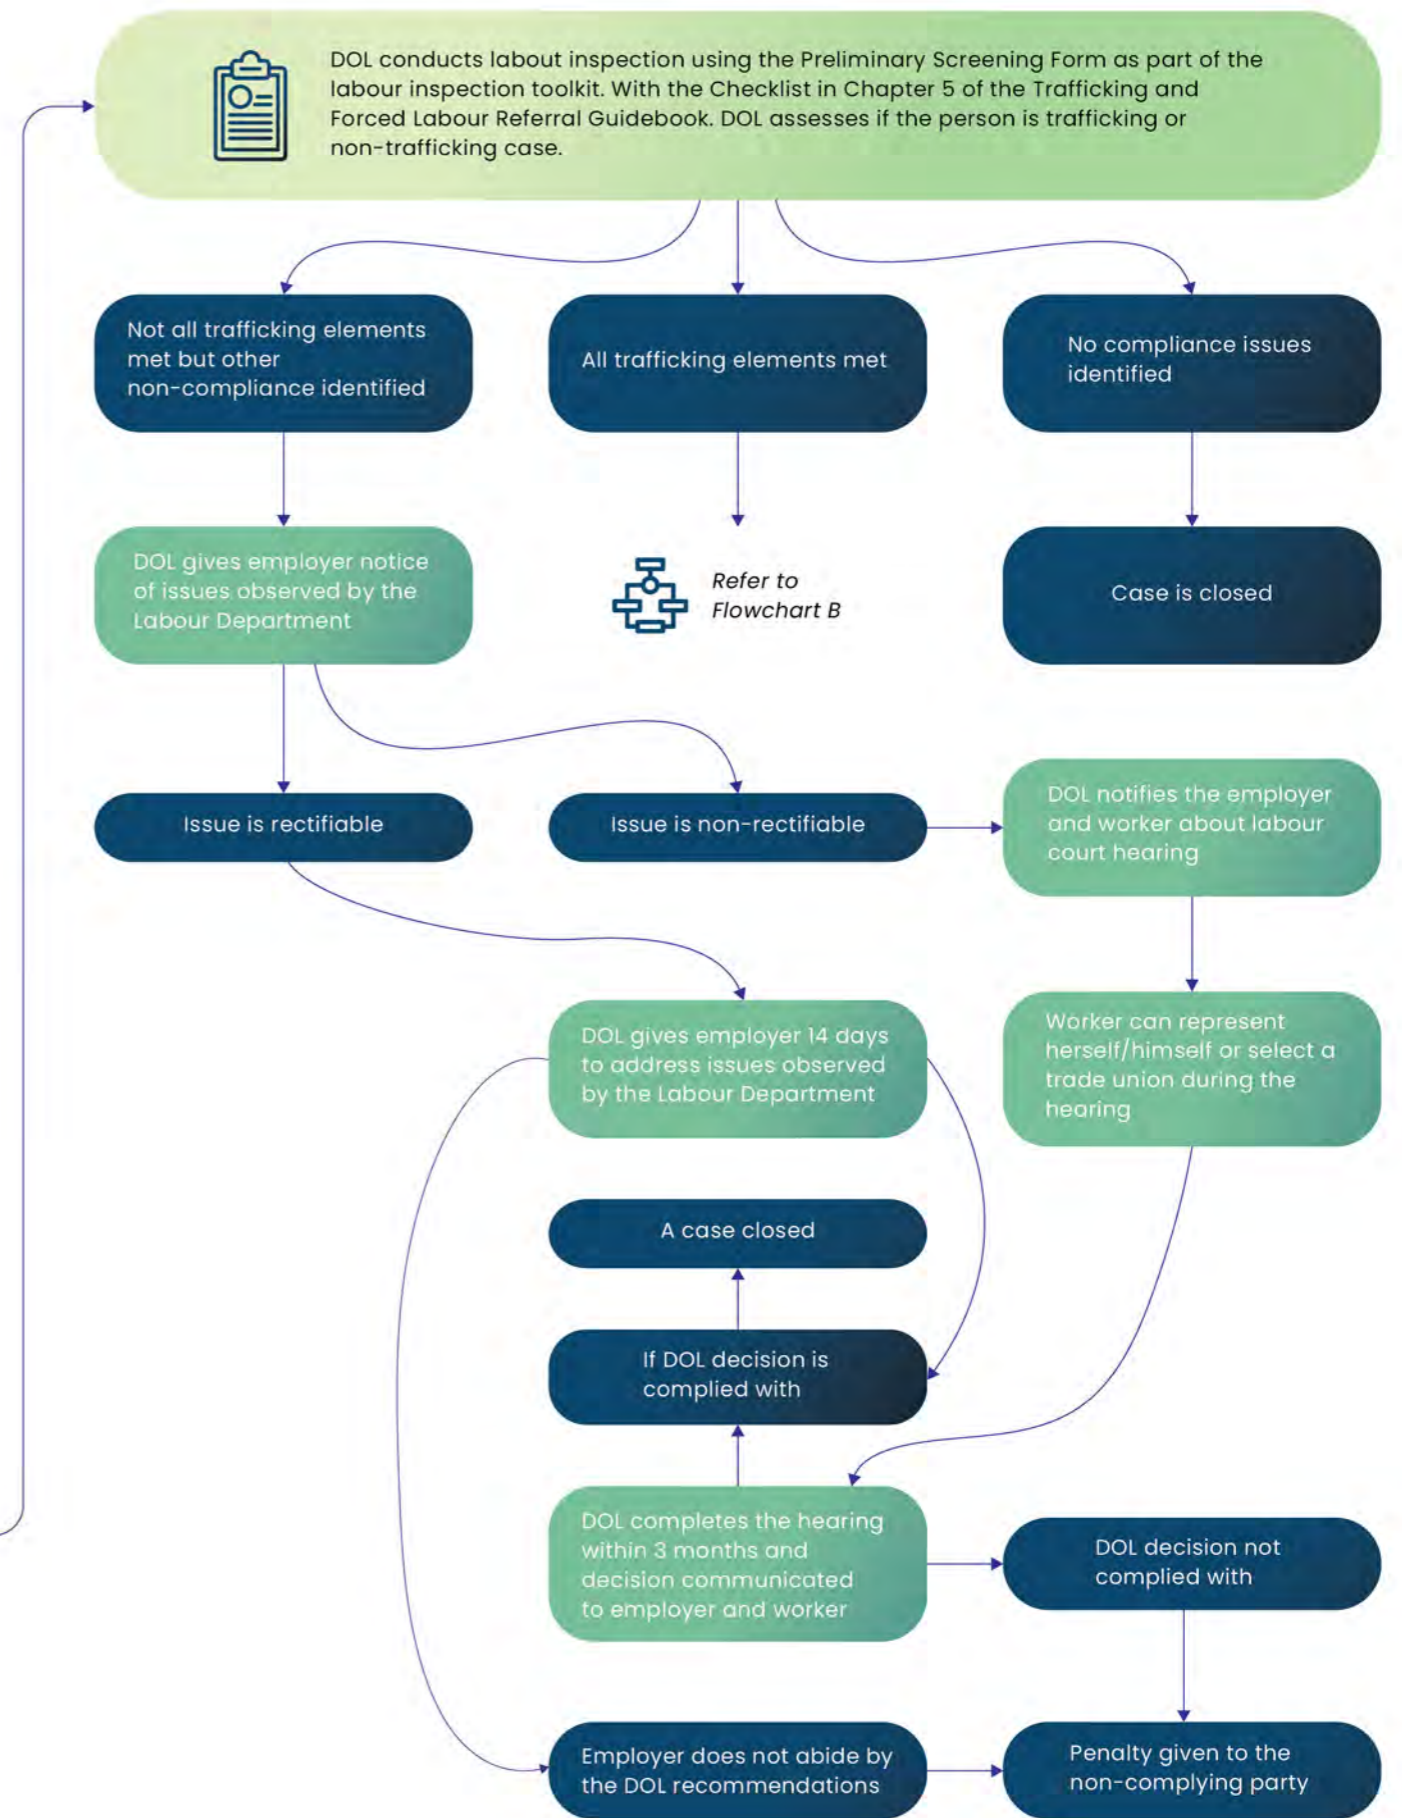 DOL conducts labout inspection using the Preliminary Screening Form as part of the
labour inspection toolkit. With the Checklist in Chapter 5 of the Trafficking and
Forced Labour Referral Guidebook. DOL assesses if the person is trafficking or
non-trafficking case.
Not all trafficking elements
met but other
non-compliance identified
All trafficking elements met
No compliance issues
identified
DOL gives employer notice
of issues observed by the
Labour Department
Refer to
Flowchart B
Case is closed
Issue is rectifiable
Issue is non-rectifiable
DOL notifies the employer
and worker about labour
court hearing
DOL gives employer 14 days
to address issues observed
by the Labour Department
Worker can represent
herself/himself or select a
trade union during the
hearing
A case closed
If DOL decision is
complied with
DOL completes the hearing
within 3 months and
decision communicated
to employer and worker
DOL decision not
complied with
Employer does not abide by
the DOL recommendations
Penalty given to the
non-complying party